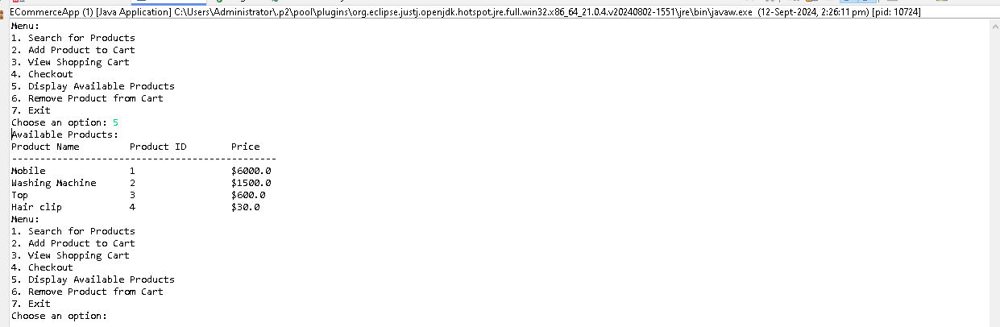 ECommerceApp (1) [Java Application] C:\Users\Administrator\.p2\pool\plugins\org.eclipse.justj.openjdk.hotspot.jre.full.win32.x86_64_21.0.4.v20240802-1551\jre\bin\javaw.exe (12-Sept-2024, 2:26:11 pm) [pid: 10724]
Menu:
1. Search for Products
2. Add Product to Cart
3. View Shopping Cart
4. Checkout
5. Display Available Products
6. Remove Product from Cart
7. Exit
Choose an option: 5
Available Products:
Product Name Product ID Price
-----------------------------------------------
Mobile 1 $6000.0
Washing Machine 2 $1500.0
Top 3 $600.0
Hair clip 4 $30.0
Menu:
1. Search for Products
2. Add Product to Cart
3. View Shopping Cart
4. Checkout
5. Display Available Products
6. Remove Product from Cart
7. Exit
Choose an option: